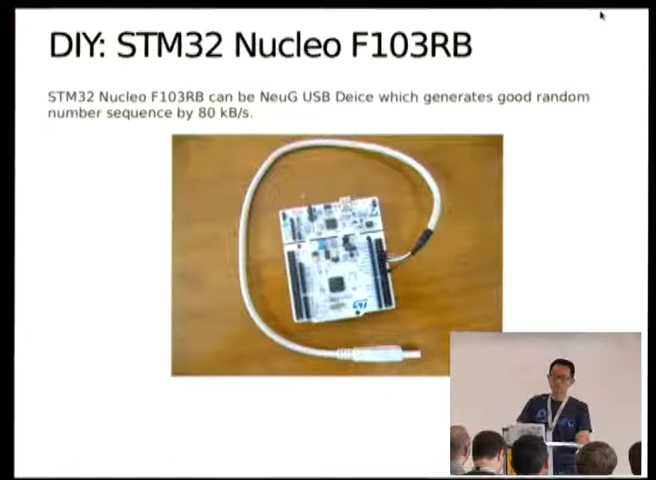 DIY: STM32 Nucleo F103RB
STM32 Nucleo F103RB can be NeuG USB Deice which generates good random
number sequence by 80 kB/s.